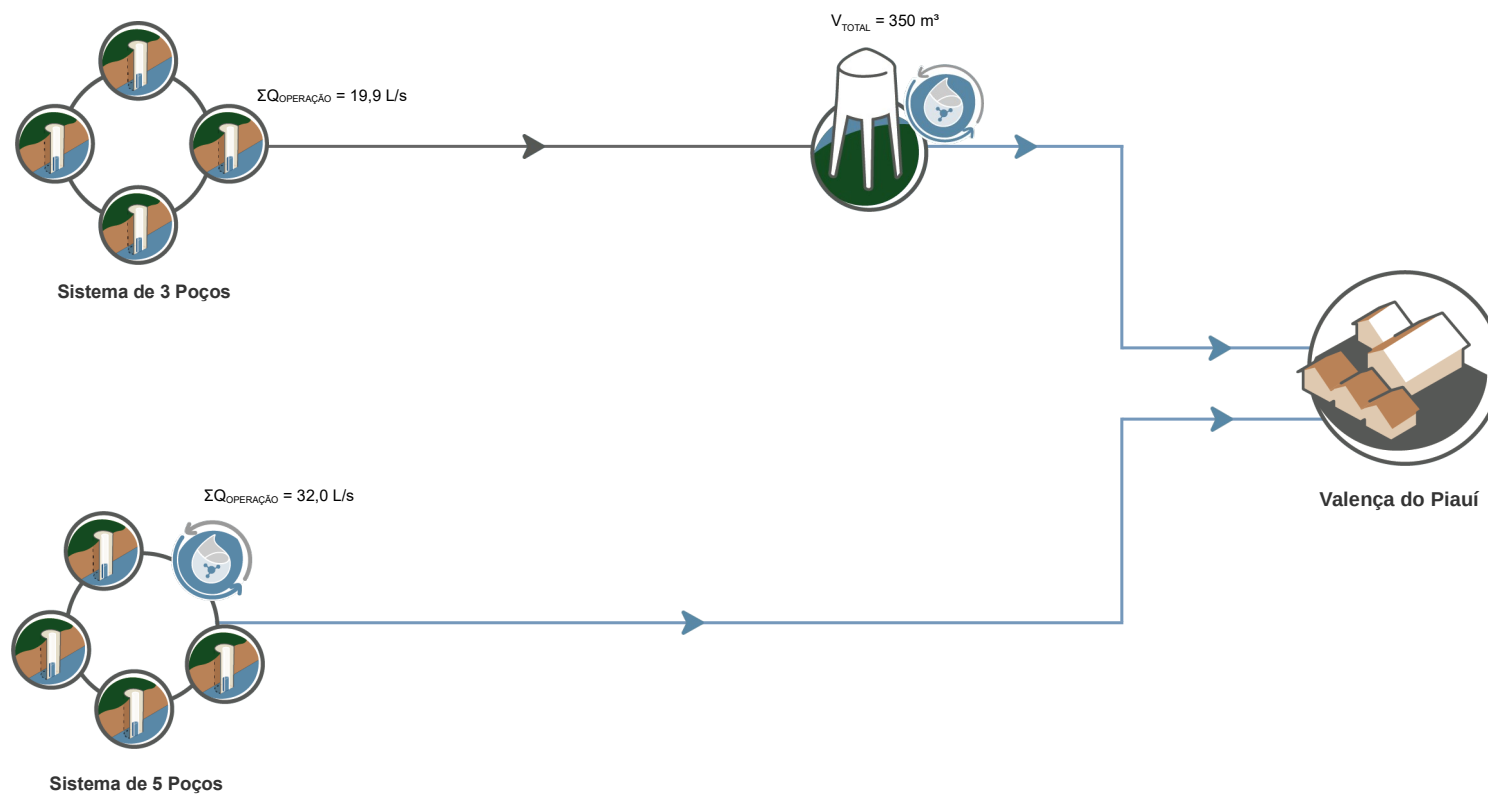 V_TOTAL = 350 m³
ΣQ_OPERAÇÃO = 19,9 L/s
Sistema de 3 Poços
Valença do Piauí
ΣQ_OPERAÇÃO = 32,0 L/s
Sistema de 5 Poços